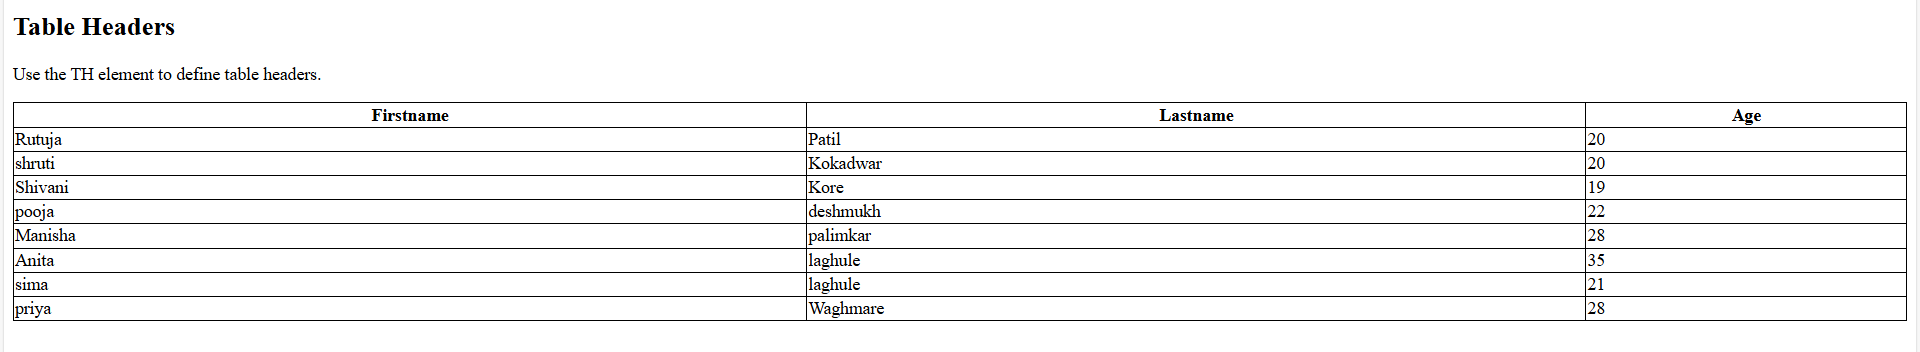 Table Headers
Use the TH element to define table headers.
Firstname Lastname Age
Rutuja Patil 20
shruti Kokadwar 20
Shivani Kore 19
pooja deshmukh 22
Manisha palimkar 28
Anita laghule 35
sima laghule 21
priya Waghmare 28